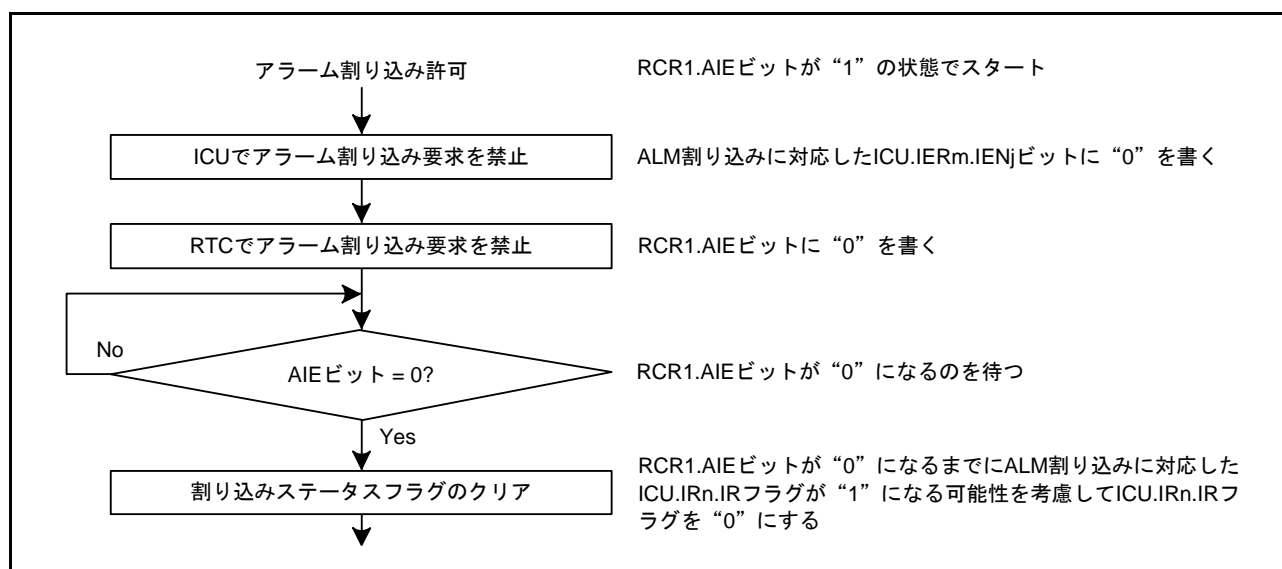 アラーム割り込み許可
RCR1.AIEビットが“1”の状態でスタート
ICUでアラーム割り込み要求を禁止
ALM割り込みに対応したICU.IERm.IENjビットに“0”を書く
RTCでアラーム割り込み要求を禁止
RCR1.AIEビットに“0”を書く
No
AIEビット = 0?
RCR1.AIEビットが“0”になるのを待つ
Yes
割り込みステータスフラグのクリア
RCR1.AIEビットが“0”になるまでにALM割り込みに対応した
ICU.IRn.IRフラグが“1”になる可能性を考慮してICU.IRn.IRフ
ラグを“0”にする